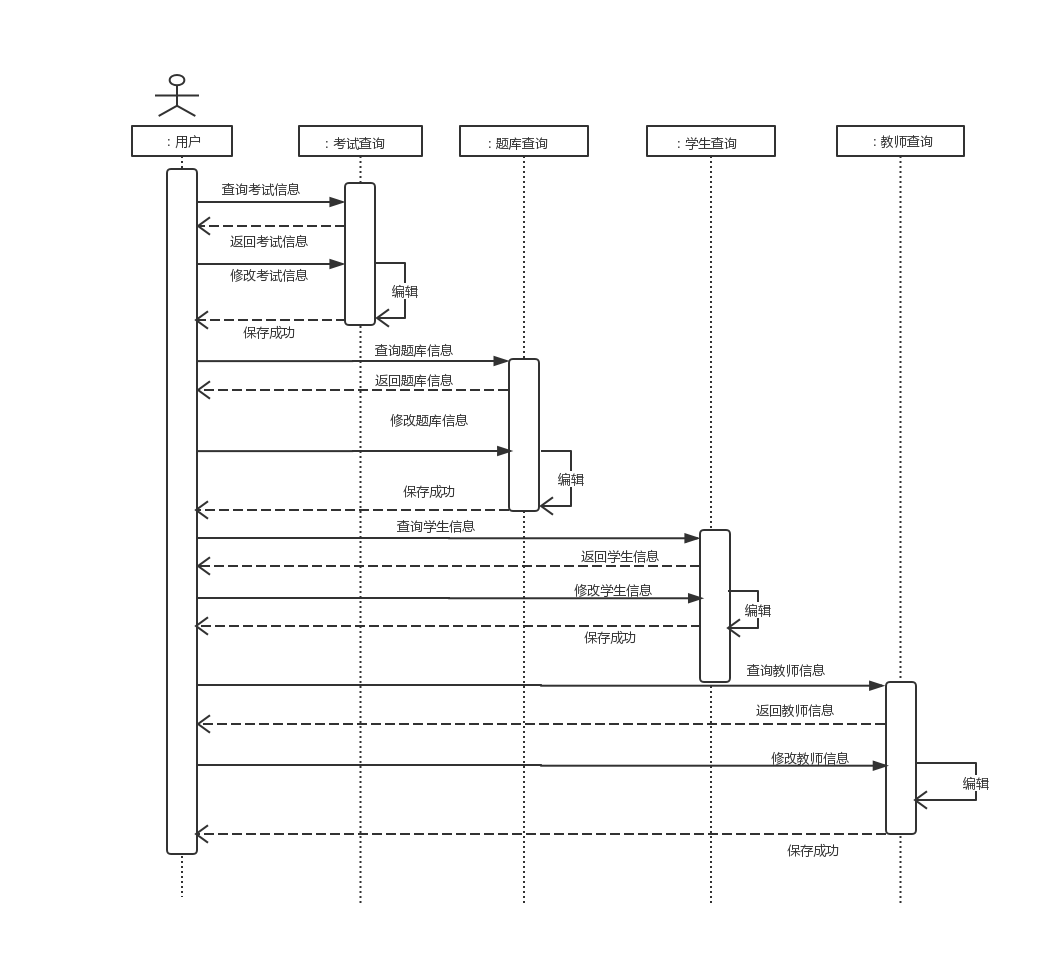 : 用户
: 考试查询
: 题库查询
: 学生查询
: 教师查询
查询考试信息
返回考试信息
修改考试信息
编辑
保存成功
查询题库信息
返回题库信息
修改题库信息
编辑
保存成功
查询学生信息
返回学生信息
修改学生信息
编辑
保存成功
查询教师信息
返回教师信息
修改教师信息
编辑
保存成功